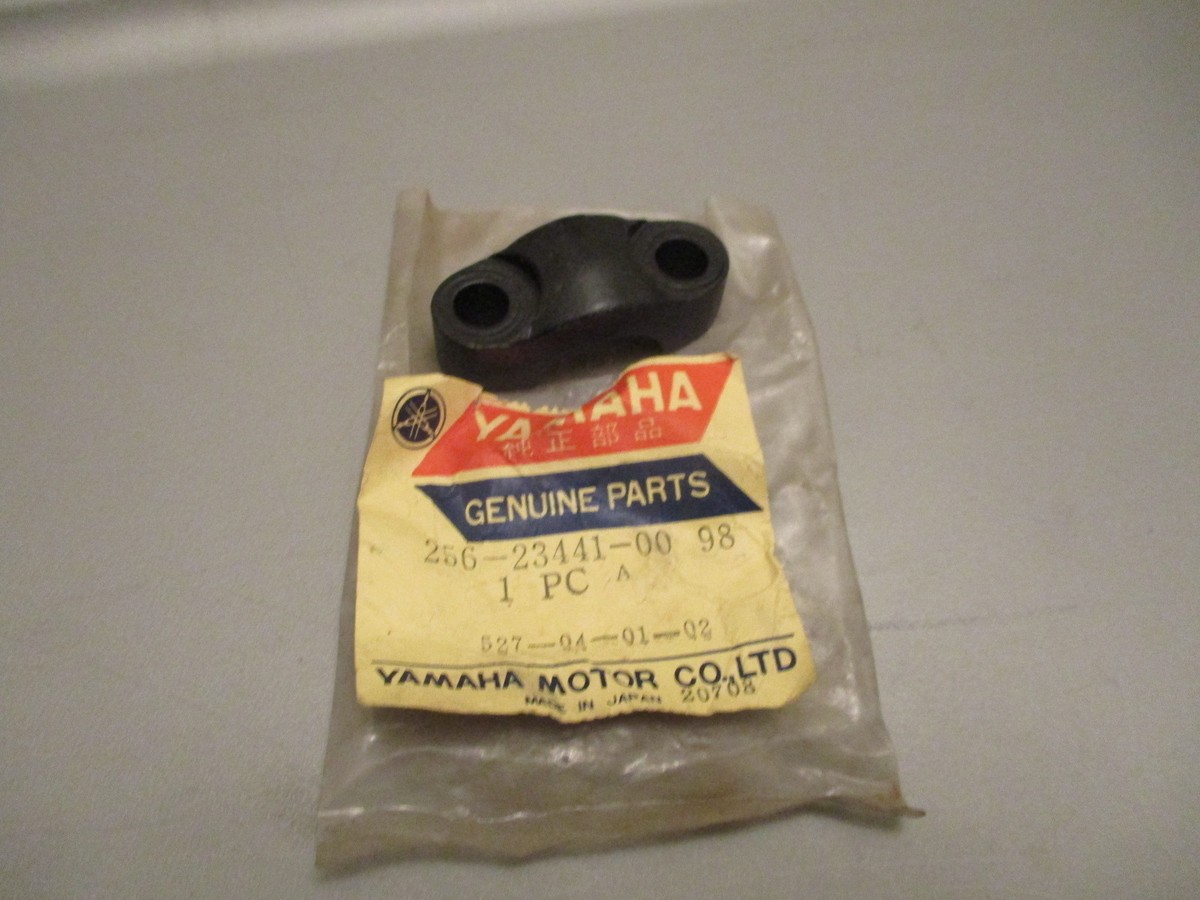 YAMAHA
純正部品
GENUINE PARTS
256-23441-00 98
1 PC A
527-04-01-02
YAMAHA MOTOR CO.,LTD
MADE IN JAPAN 20708